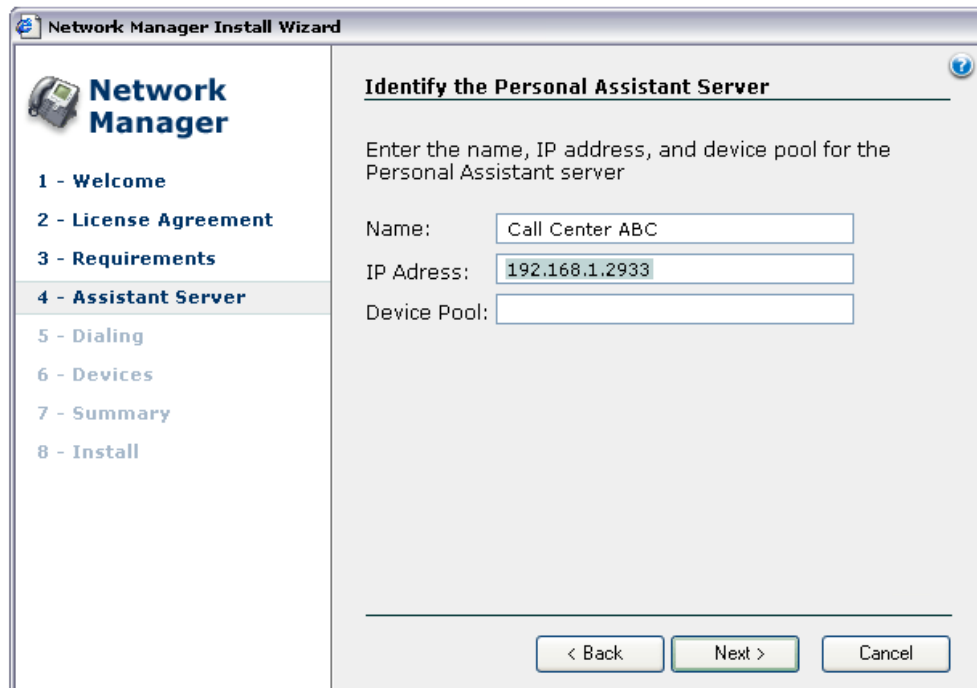 Network Manager Install Wizard
Network
Manager
1 - Welcome
2 - License Agreement
3 - Requirements
4 - Assistant Server
5 - Dialing
6 - Devices
7 - Summary
8 - Install
Identify the Personal Assistant Server
Enter the name, IP address, and device pool for the
Personal Assistant server
Name: Call Center ABC
IP Adress: 192.168.1.2933
Device Pool:
< Back Next > Cancel